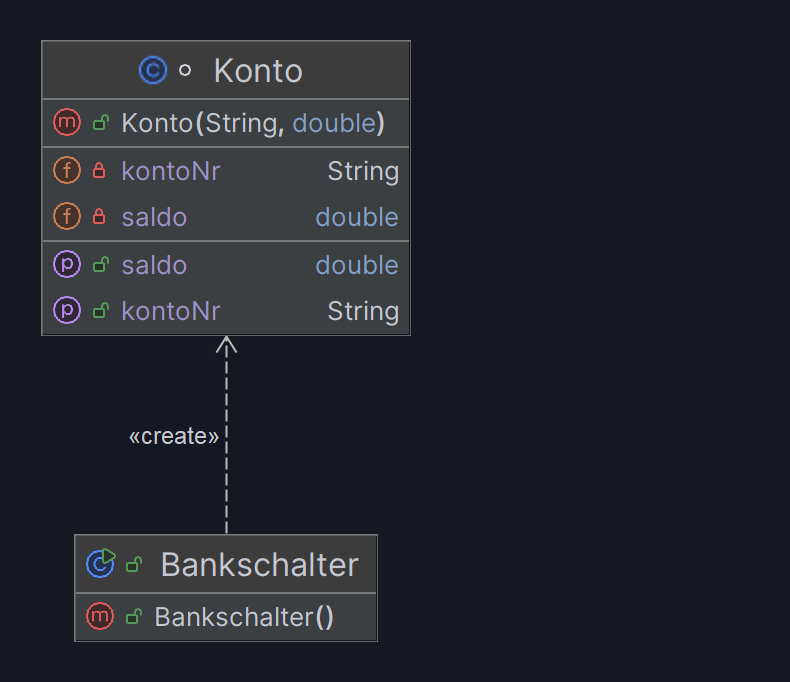 Konto
Konto(String, double)
kontoNr String
saldo double
saldo double
kontoNr String
«create»
Bankschalter
Bankschalter()